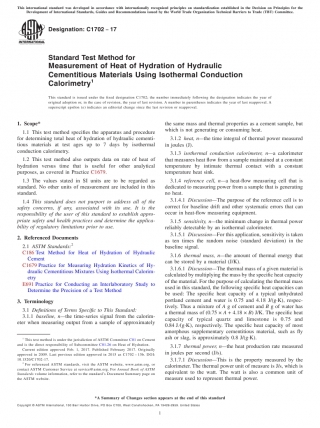 This international standard was developed in accordance with internationally recognized principles on standardization established in the Decision on Principles for the
Development of International Standards, Guides and Recommendations issued by the World Trade Organization Technical Barriers to Trade (TBT) Committee.
Designation: C1702 − 17
Standard Test Method for
Measurement of Heat of Hydration of Hydraulic
Cementitious Materials Using Isothermal Conduction
Calorimetry¹
This standard is issued under the fixed designation C1702; the number immediately following the designation indicates the year of
original adoption or, in the case of revision, the year of last revision. A number in parentheses indicates the year of last reapproval. A
superscript epsilon (ε) indicates an editorial change since the last revision or reapproval.
1. Scope*
1.1 This test method specifies the apparatus and procedure
for determining total heat of hydration of hydraulic cementi-
tious materials at test ages up to 7 days by isothermal
conduction calorimetry.
1.2 This test method also outputs data on rate of heat of
hydration versus time that is useful for other analytical
purposes, as covered in Practice C1679.
1.3 The values stated in SI units are to be regarded as
standard. No other units of measurement are included in this
standard.
1.4 This standard does not purport to address all of the
safety concerns, if any, associated with its use. It is the
responsibility of the user of this standard to establish appro-
priate safety and health practices and determine the applica-
bility of regulatory limitations prior to use.
2. Referenced Documents
2.1 ASTM Standards:²
C186 Test Method for Heat of Hydration of Hydraulic
Cement
C1679 Practice for Measuring Hydration Kinetics of Hy-
draulic Cementitious Mixtures Using Isothermal Calorim-
etry
E691 Practice for Conducting an Interlaboratory Study to
Determine the Precision of a Test Method
3. Terminology
3.1 Definitions of Terms Specific to This Standard:
3.1.1 baseline, n—the time-series signal from the calorim-
eter when measuring output from a sample of approximately
¹ This test method is under the jurisdiction of ASTM Committee C01 on Cement
and is the direct responsibility of Subcommittee C01.26 on Heat of Hydration.
Current edition approved Feb. 1, 2017. Published February 2017. Originally
approved in 2009. Last previous edition approved in 2015 as C1702 – 15b. DOI:
10.1520/C1702-17.
² For referenced ASTM standards, visit the ASTM website, www.astm.org, or
contact ASTM Customer Service at service@astm.org. For Annual Book of ASTM
Standards volume information, refer to the standard's Document Summary page on
the ASTM website.
the same mass and thermal properties as a cement sample, but
which is not generating or consuming heat.
3.1.2 heat, n—the time integral of thermal power measured
in joules (J).
3.1.3 isothermal conduction calorimeter, n—a calorimeter
that measures heat flow from a sample maintained at a constant
temperature by intimate thermal contact with a constant
temperature heat sink.
3.1.4 reference cell, n—a heat-flow measuring cell that is
dedicated to measuring power from a sample that is generating
no heat.
3.1.4.1 Discussion—The purpose of the reference cell is to
correct for baseline drift and other systematic errors that can
occur in heat-flow measuring equipment.
3.1.5 sensitivity, n—the minimum change in thermal power
reliably detectable by an isothermal calorimeter.
3.1.5.1 Discussion—For this application, sensitivity is taken
as ten times the random noise (standard deviation) in the
baseline signal.
3.1.6 thermal mass, n—the amount of thermal energy that
can be stored by a material (J/K).
3.1.6.1 Discussion—The thermal mass of a given material is
calculated by multiplying the mass by the specific heat capacity
of the material. For the purpose of calculating the thermal mass
used in this standard, the following specific heat capacities can
be used: The specific heat capacity of a typical unhydrated
portland cement and water is 0.75 and 4.18 J/(g·K), respec-
tively. Thus a mixture of A g of cement and B g of water has
a thermal mass of (0.75 × A + 4.18 × B) J/K. The specific heat
capacity of typical quartz and limestone is 0.75 and
0.84 J/(g·K), respectively. The specific heat capacity of most
amorphous supplementary cementitious material, such as fly
ash or slag, is approximately 0.8 J/(g·K).
3.1.7 thermal power, n—the heat production rate measured
in joules per second (J/s).
3.1.7.1 Discussion—This is the property measured by the
calorimeter. The thermal power unit of measure is J/s, which is
equivalent to the watt. The watt is also a common unit of
measure used to represent thermal power.
*A Summary of Changes section appears at the end of this standard
Copyright © ASTM International, 100 Barr Harbor Drive, PO Box C700, West Conshohocken, PA 19428-2959. United States
1